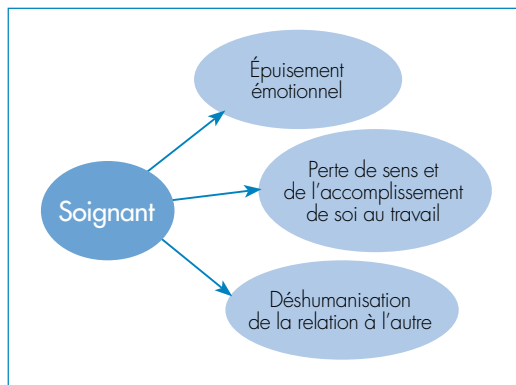 Épuisement
émotionnel
Soignant
Perte de sens et
de l'accomplissement
de soi au travail
Déshumanisation
de la relation à l'autre